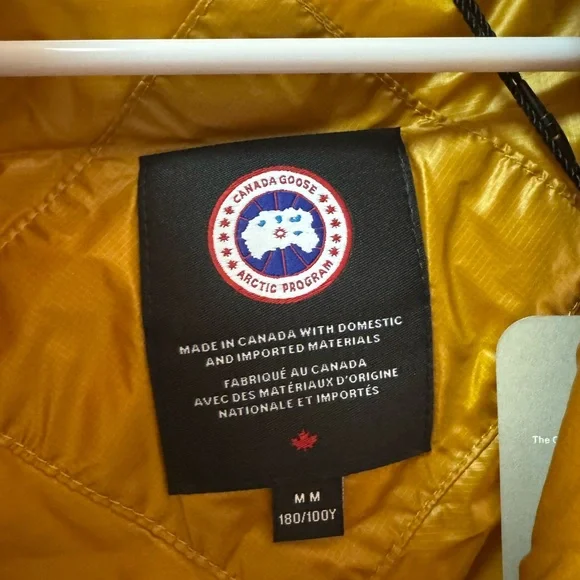 CANADA GOOSE
ARCTIC PROGRAM
MADE IN CANADA WITH DOMESTIC
AND IMPORTED MATERIALS
FABRIQUÉ AU CANADA
AVEC DES MATÉRIAUX D'ORIGINE
NATIONALE ET IMPORTÉS
M M
180/100Y
The